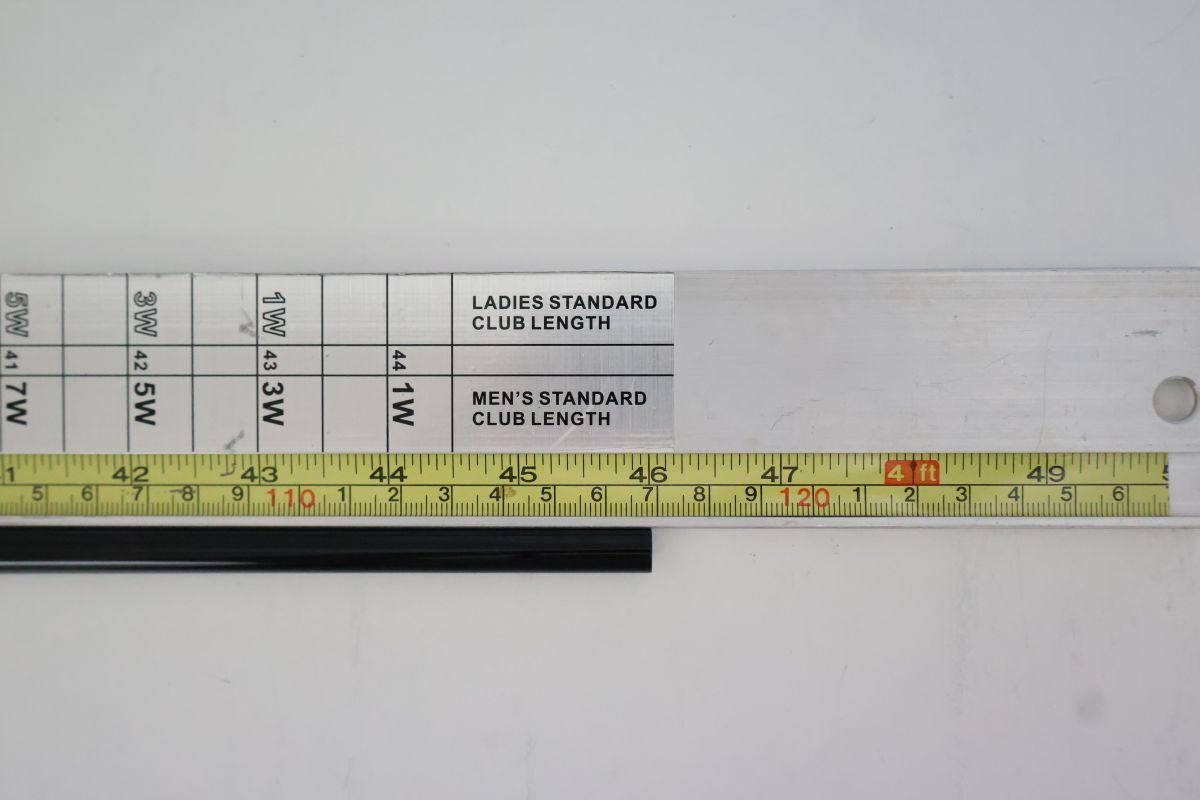 5W 3W 1W LADIES STANDARD
CLUB LENGTH
41 42 43 44
7W 5W 3W 1W MEN'S STANDARD
CLUB LENGTH
1 42 43 44 45 46 47 4 ft 49
5 6 7 8 9 110 1 2 3 4 5 6 7 8 9 120 1 2 3 4 5 6